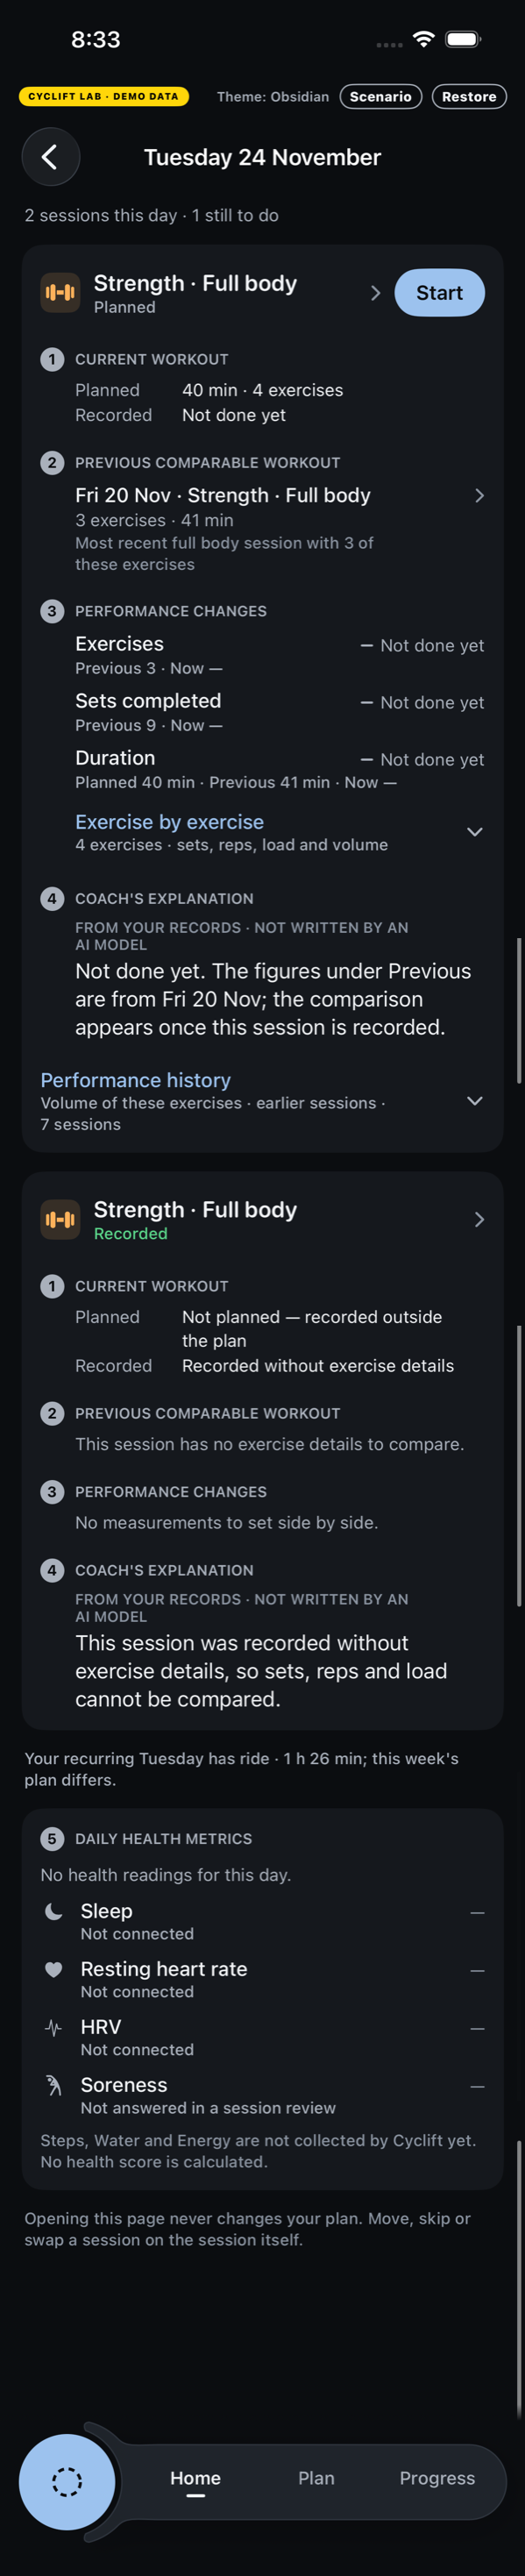 8:33
CYCLIFT LAB · DEMO DATA
Theme: Obsidian
Scenario
Restore
Tuesday 24 November
2 sessions this day · 1 still to do
Strength · Full body
Planned
Start
1 CURRENT WORKOUT
Planned 40 min · 4 exercises
Recorded Not done yet
2 PREVIOUS COMPARABLE WORKOUT
Fri 20 Nov · Strength · Full body
3 exercises · 41 min
Most recent full body session with 3 of
these exercises
3 PERFORMANCE CHANGES
Exercises — Not done yet
Previous 3 · Now —
Sets completed — Not done yet
Previous 9 · Now —
Duration — Not done yet
Planned 40 min · Previous 41 min · Now —
Exercise by exercise
4 exercises · sets, reps, load and volume
4 COACH'S EXPLANATION
FROM YOUR RECORDS · NOT WRITTEN BY AN
AI MODEL
Not done yet. The figures under Previous
are from Fri 20 Nov; the comparison
appears once this session is recorded.
Performance history
Volume of these exercises · earlier sessions ·
7 sessions
Strength · Full body
Recorded
1 CURRENT WORKOUT
Planned Not planned — recorded outside
the plan
Recorded Recorded without exercise details
2 PREVIOUS COMPARABLE WORKOUT
This session has no exercise details to compare.
3 PERFORMANCE CHANGES
No measurements to set side by side.
4 COACH'S EXPLANATION
FROM YOUR RECORDS · NOT WRITTEN BY AN
AI MODEL
This session was recorded without
exercise details, so sets, reps and load
cannot be compared.
Your recurring Tuesday has ride · 1 h 26 min; this week's
plan differs.
5 DAILY HEALTH METRICS
No health readings for this day.
Sleep —
Not connected
Resting heart rate —
Not connected
HRV —
Not connected
Soreness —
Not answered in a session review
Steps, Water and Energy are not collected by Cyclift yet.
No health score is calculated.
Opening this page never changes your plan. Move, skip or
swap a session on the session itself.
Home
Plan
Progress